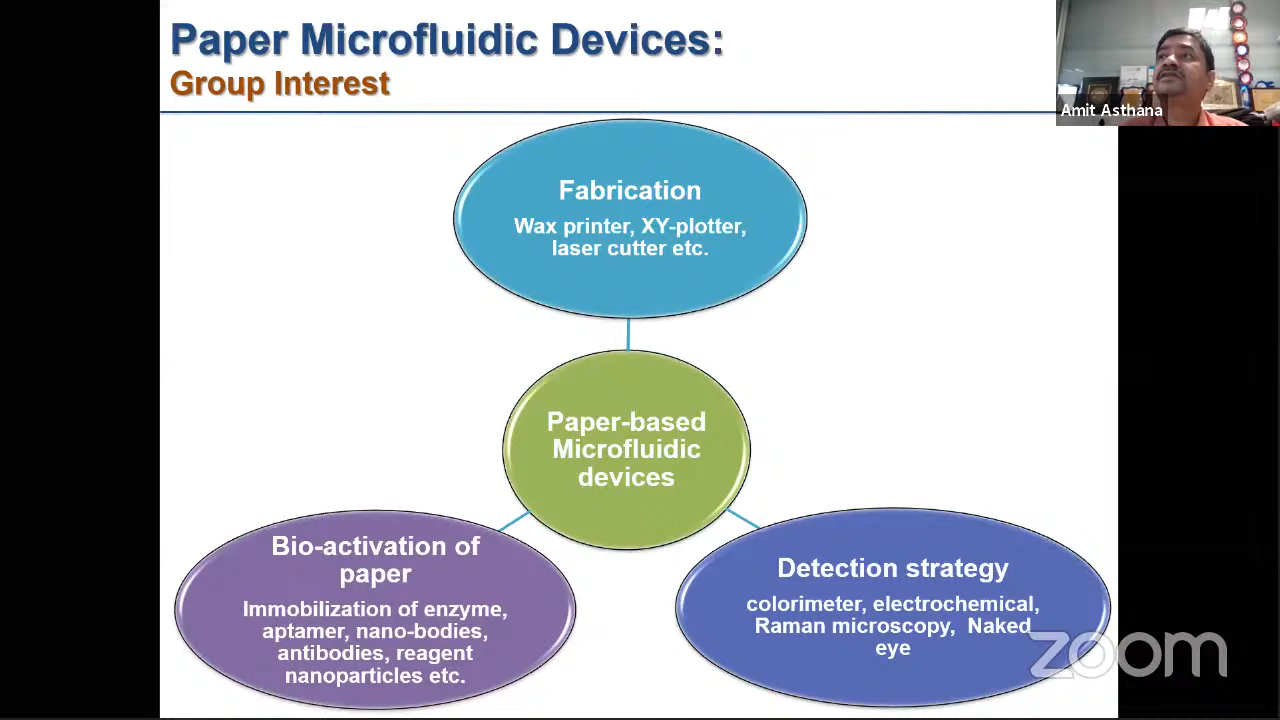 Paper Microfluidic Devices:
Group Interest
Amit Asthana
Fabrication
Wax printer, XY-plotter,
laser cutter etc.
Paper-based
Microfluidic
devices
Bio-activation of
paper
Immobilization of enzyme,
aptamer, nano-bodies,
antibodies, reagent
nanoparticles etc.
Detection strategy
colorimeter, electrochemical,
Raman microscopy, Naked
eye
zoom